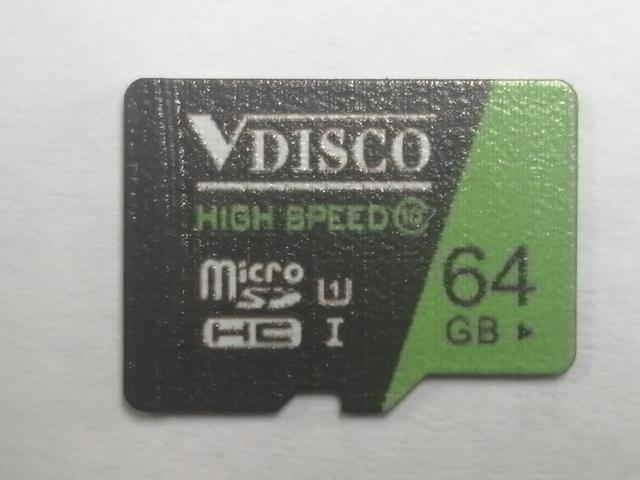 VDISCO
HIGH SPEED 10
micro
SD U1
HC I
64
GB